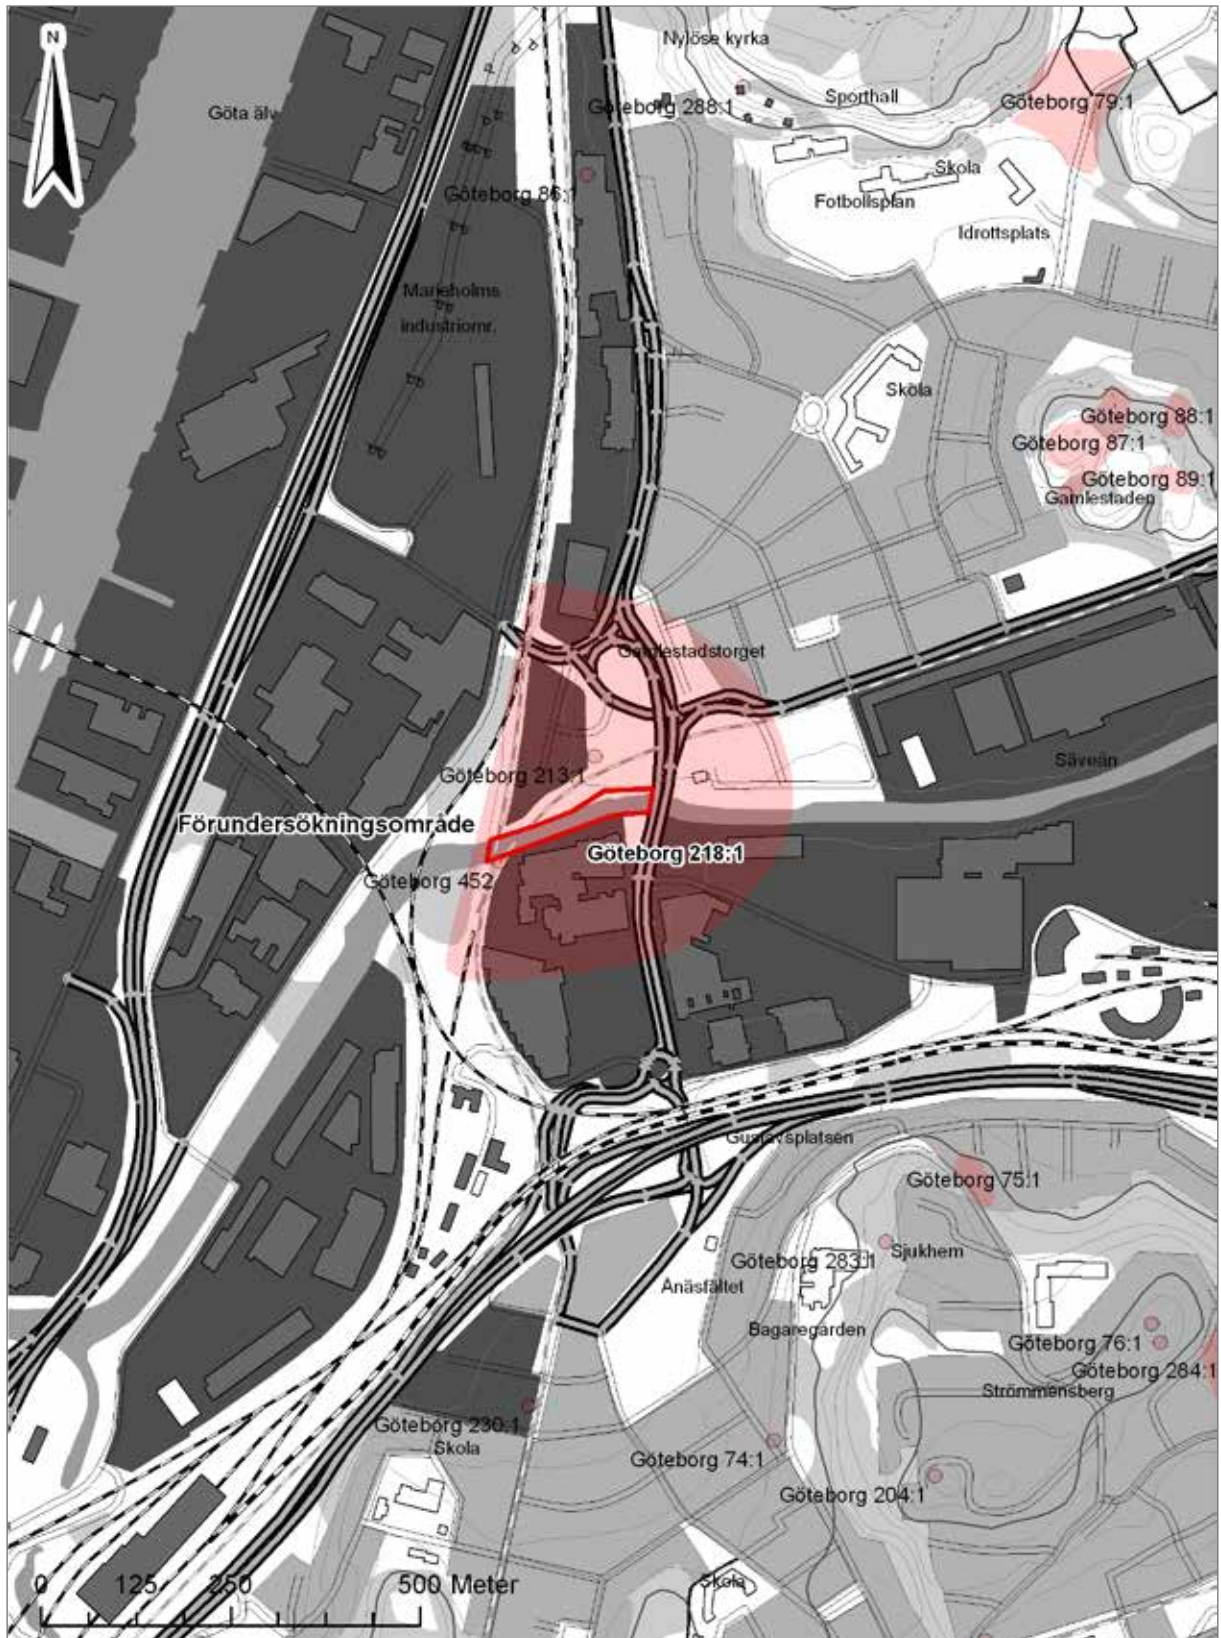 N
Nylöse kyrka
Göteborg 288:1
Sporthall
Göteborg 79:1
Göta älv
Skola
Göteborg 86:1
Fotbollsplan
Idrottsplats
Marieholms
industriomr.
Skola
Göteborg 88:1
Göteborg 87:1
Göteborg 89:1
Gamlestaden
Gamlestadstorget
Säveån
Göteborg 213:1
Förundersökningsområde
Göteborg 218:1
Göteborg 452
Gustavsplatsen
Göteborg 75:1
Göteborg 283:1
Sjukhem
Ånäsfältet
Bagaregården
Göteborg 76:1
Göteborg 284:1
Strömmensberg
Göteborg 230:1
Skola
Göteborg 74:1
Göteborg 204:1
Skola
0 125 250 500 Meter